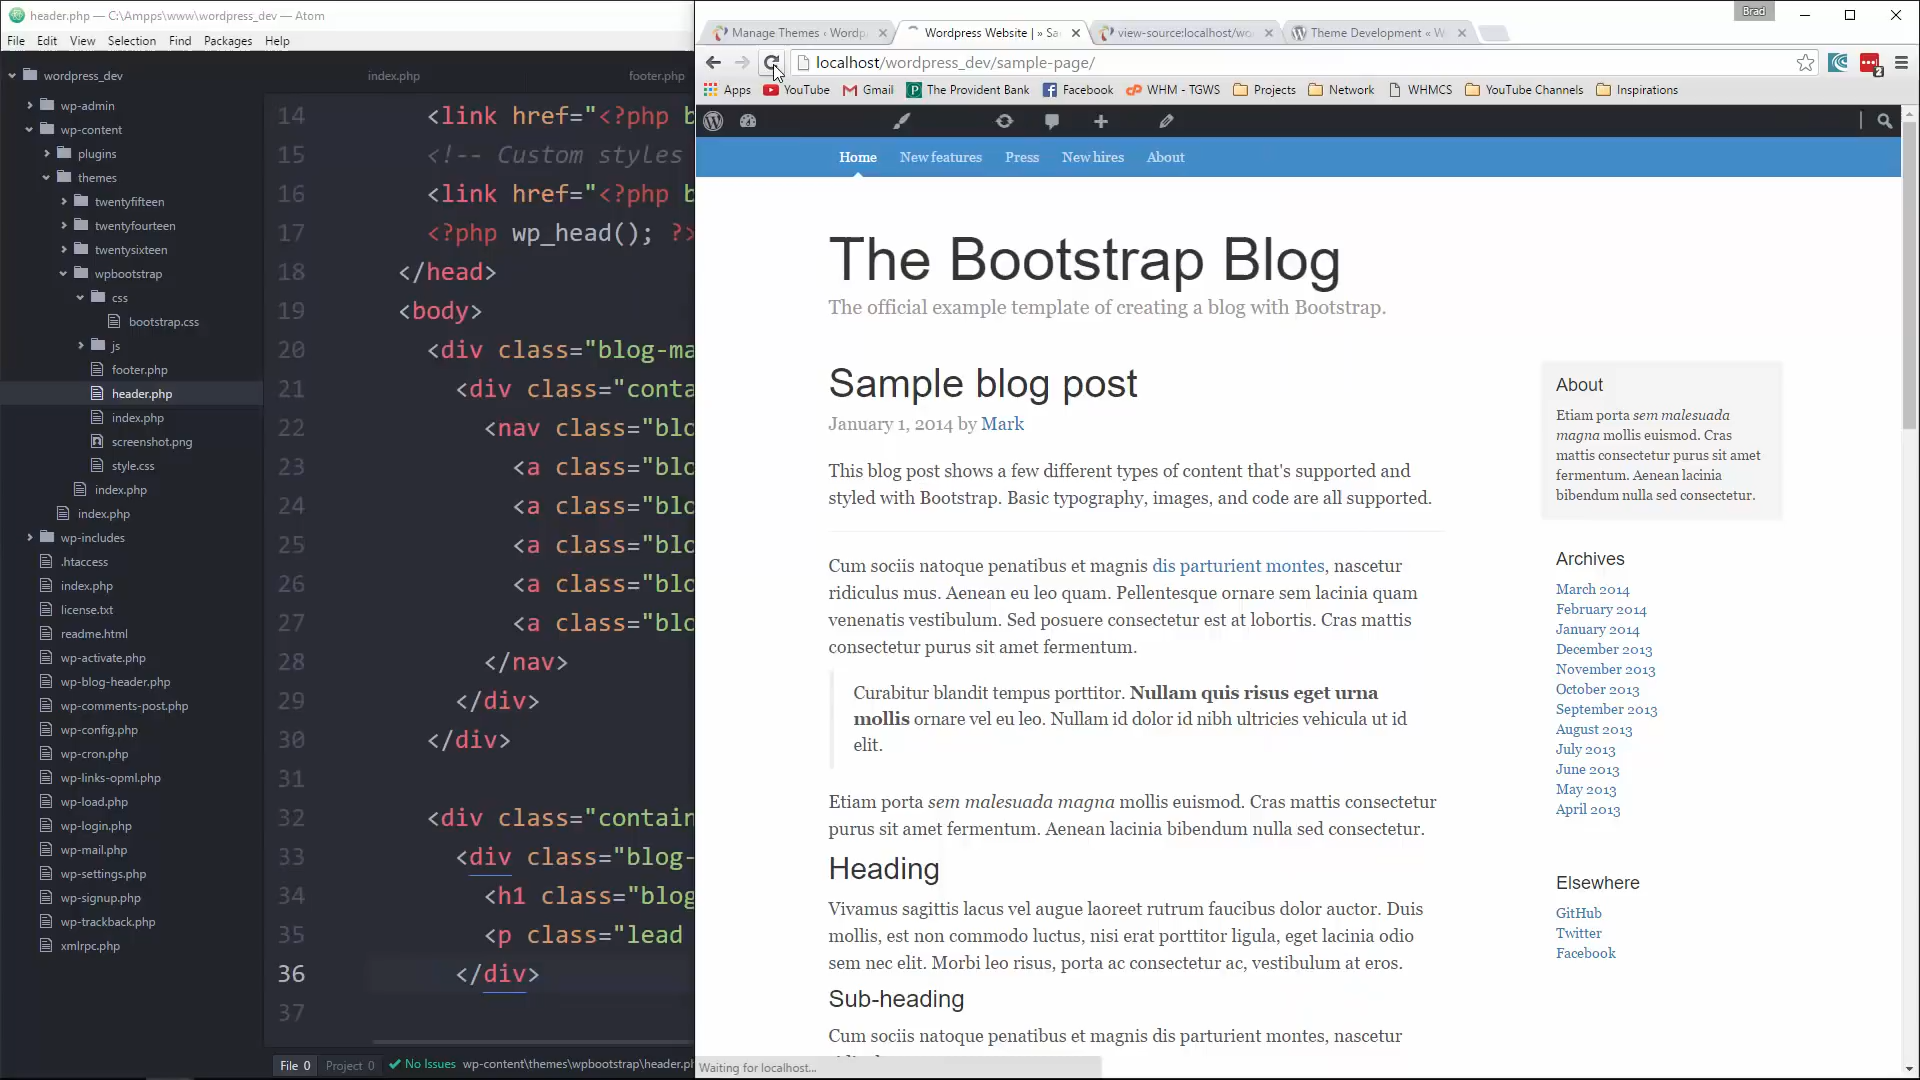 header.php — C:\Ampps\www\wordpress_dev — Atom
File Edit View Selection Find Packages Help
wordpress_dev
wp-admin
wp-content
plugins
themes
twentyfifteen
twentyfourteen
twentysixteen
wpbootstrap
css
bootstrap.css
js
footer.php
header.php
index.php
screenshot.png
style.css
index.php
index.php
wp-includes
.htaccess
index.php
license.txt
readme.html
wp-activate.php
wp-blog-header.php
wp-comments-post.php
wp-config.php
wp-cron.php
wp-links-opml.php
wp-load.php
wp-login.php
wp-mail.php
wp-settings.php
wp-signup.php
wp-trackback.php
xmlrpc.php
index.php footer.php
14 <link href="<?php b
15 <!-- Custom styles
16 <link href="<?php b
17 <?php wp_head(); ?>
18 </head>
19 <body>
20 <div class="blog-ma
21 <div class="conta
22 <nav class="blo
23 <a class="blo
24 <a class="blo
25 <a class="blo
26 <a class="blo
27 <a class="blo
28 </nav>
29 </div>
30 </div>
31
32 <div class="contain
33 <div class="blog-
34 <h1 class="blog
35 <p class="lead
36 </div>
37
File 0 Project 0 No Issues wp-content\themes\wpbootstrap\header.ph
Brad
Manage Themes ‹ Wordp
Wordpress Website | » Sa
view-source:localhost/wo
Theme Development « W
localhost/wordpress_dev/sample-page/
2
Apps YouTube Gmail The Provident Bank Facebook WHM - TGWS Projects Network WHMCS YouTube Channels Inspirations
Home New features Press New hires About
The Bootstrap Blog
The official example template of creating a blog with Bootstrap.
Sample blog post
January 1, 2014 by Mark
This blog post shows a few different types of content that's supported and
styled with Bootstrap. Basic typography, images, and code are all supported.
Cum sociis natoque penatibus et magnis dis parturient montes, nascetur
ridiculus mus. Aenean eu leo quam. Pellentesque ornare sem lacinia quam
venenatis vestibulum. Sed posuere consectetur est at lobortis. Cras mattis
consectetur purus sit amet fermentum.
Curabitur blandit tempus porttitor. Nullam quis risus eget urna
mollis ornare vel eu leo. Nullam id dolor id nibh ultricies vehicula ut id
elit.
Etiam porta sem malesuada magna mollis euismod. Cras mattis consectetur
purus sit amet fermentum. Aenean lacinia bibendum nulla sed consectetur.
Heading
Vivamus sagittis lacus vel augue laoreet rutrum faucibus dolor auctor. Duis
mollis, est non commodo luctus, nisi erat porttitor ligula, eget lacinia odio
sem nec elit. Morbi leo risus, porta ac consectetur ac, vestibulum at eros.
Sub-heading
Cum sociis natoque penatibus et magnis dis parturient montes, nascetur
About
Etiam porta sem malesuada
magna mollis euismod. Cras
mattis consectetur purus sit amet
fermentum. Aenean lacinia
bibendum nulla sed consectetur.
Archives
March 2014
February 2014
January 2014
December 2013
November 2013
October 2013
September 2013
August 2013
July 2013
June 2013
May 2013
April 2013
Elsewhere
GitHub
Twitter
Facebook
Waiting for localhost...